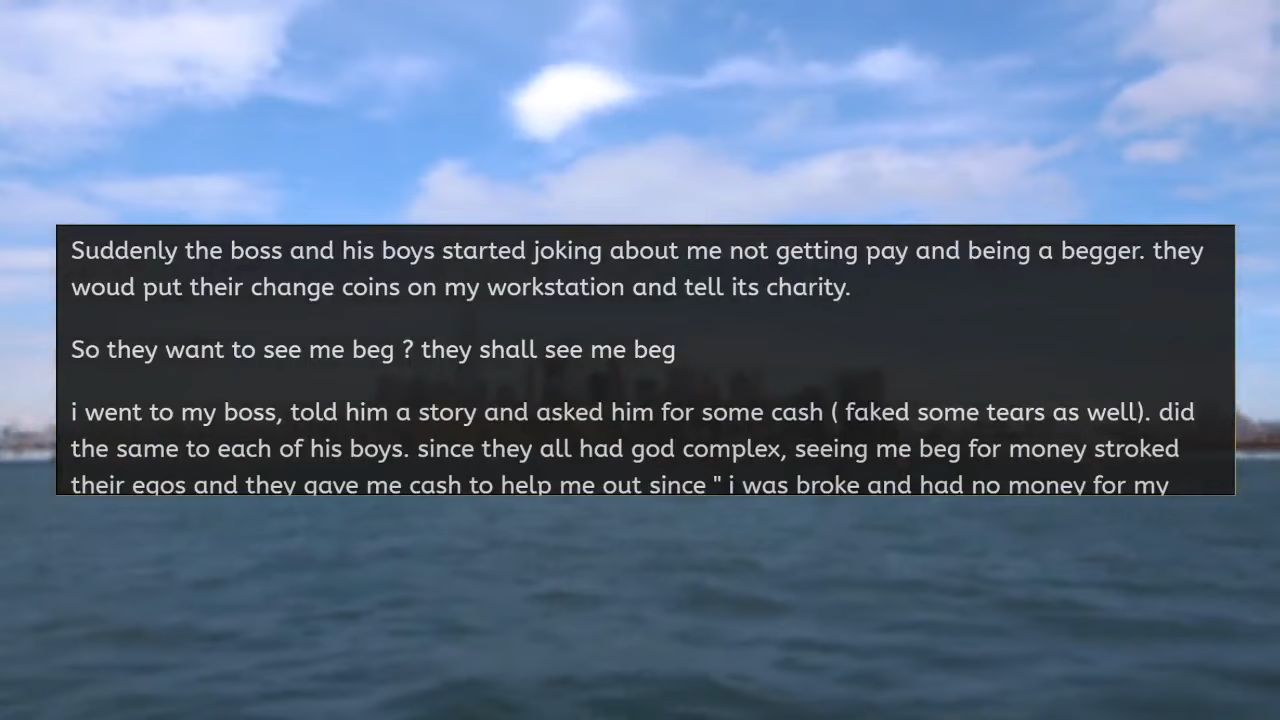 Suddenly the boss and his boys started joking about me not getting pay and being a begger. they
woud put their change coins on my workstation and tell its charity.
So they want to see me beg ? they shall see me beg
i went to my boss, told him a story and asked him for some cash ( faked some tears as well). did
the same to each of his boys. since they all had god complex, seeing me beg for money stroked
their egos and they gave me cash to help me out since " i was broke and had no money for my